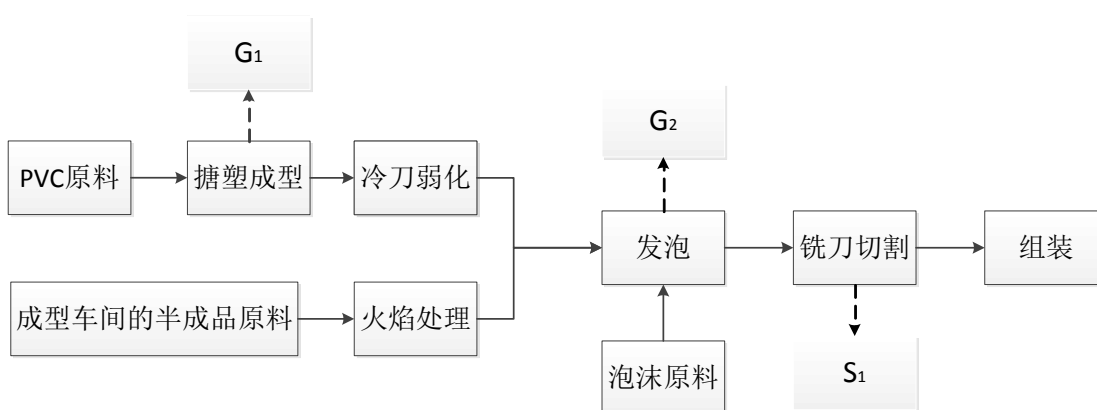 G1
G2
PVC原料
搪塑成型
冷刀弱化
发泡
铣刀切割
组装
成型车间的半成品原料
火焰处理
泡沫原料
S1